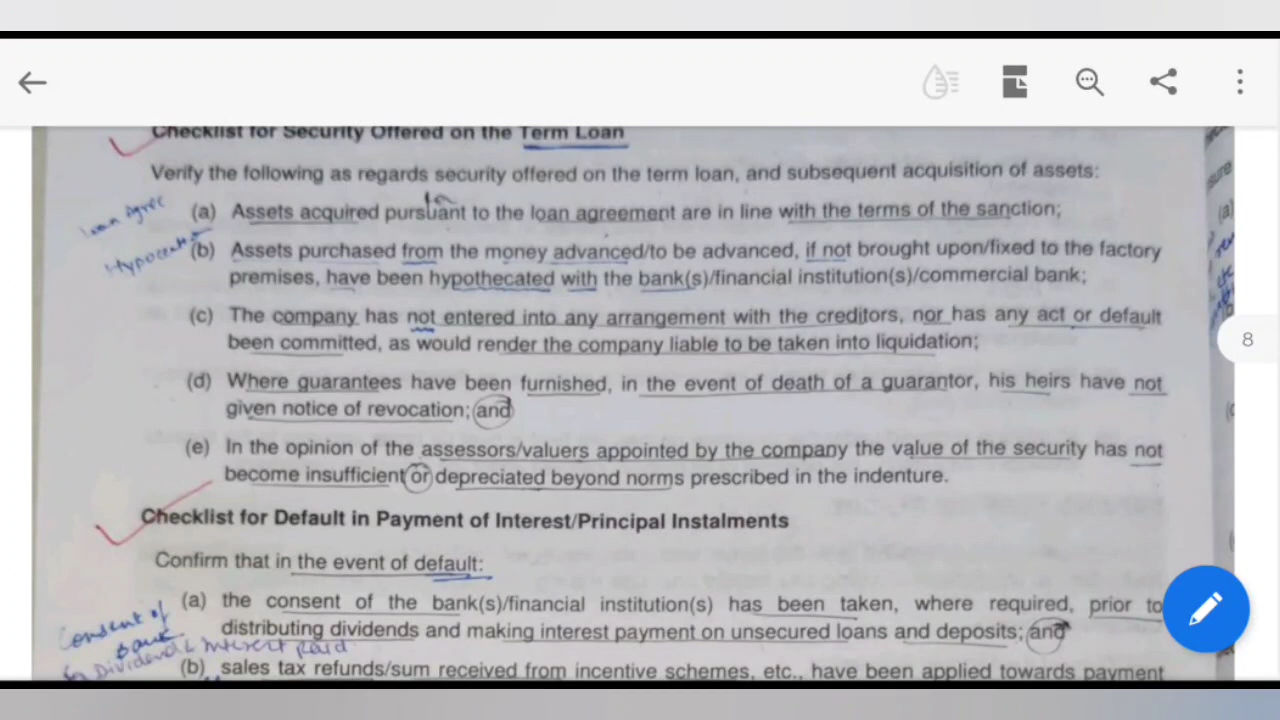 Checklist for Security Offered on the Term Loan
Verify the following as regards security offered on the term loan, and subsequent acquisition of assets:
Loan Agree
(a) Assets acquired pursuant to the loan agreement are in line with the terms of the sanction;
(b) Assets purchased from the money advanced/to be advanced, if not brought upon/fixed to the factory
premises, have been hypothecated with the bank(s)/financial institution(s)/commercial bank;
(c) The company has not entered into any arrangement with the creditors, nor has any act or default
been committed, as would render the company liable to be taken into liquidation;
8
(d) Where guarantees have been furnished, in the event of death of a guarantor, his heirs have not
given notice of revocation; and
(e) In the opinion of the assessors/valuers appointed by the company the value of the security has not
become insufficient or depreciated beyond norms prescribed in the indenture.
Checklist for Default in Payment of Interest/Principal Instalments
Confirm that in the event of default:
(a) the consent of the bank(s)/financial institution(s) has been taken, where required, prior to
distributing dividends and making interest payment on unsecured loans and deposits; and
Consent of
bank
Dividend & Interest paid
(b) sales tax refunds/sum received from incentive schemes, etc., have been applied towards payment